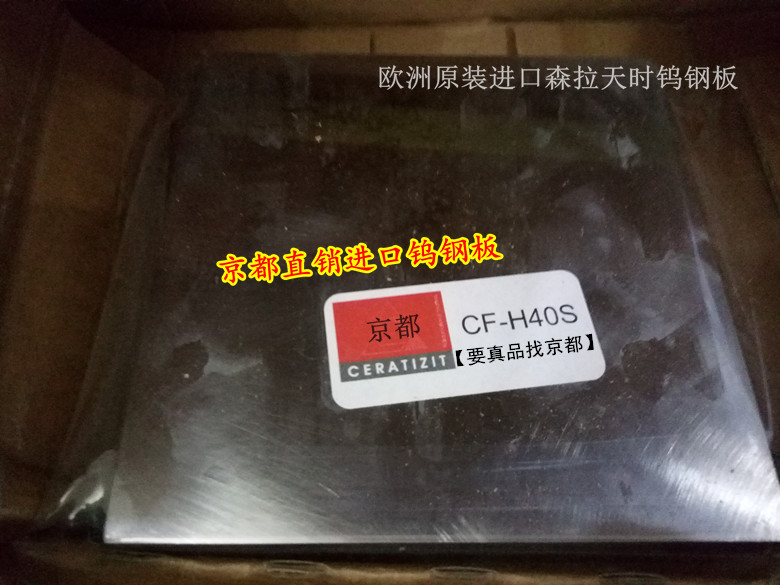 欧洲原装进口森拉天时钨钢板
京都直销进口钨钢板
京都
CERATIZIT
CF-H40S
【要真品找京都】